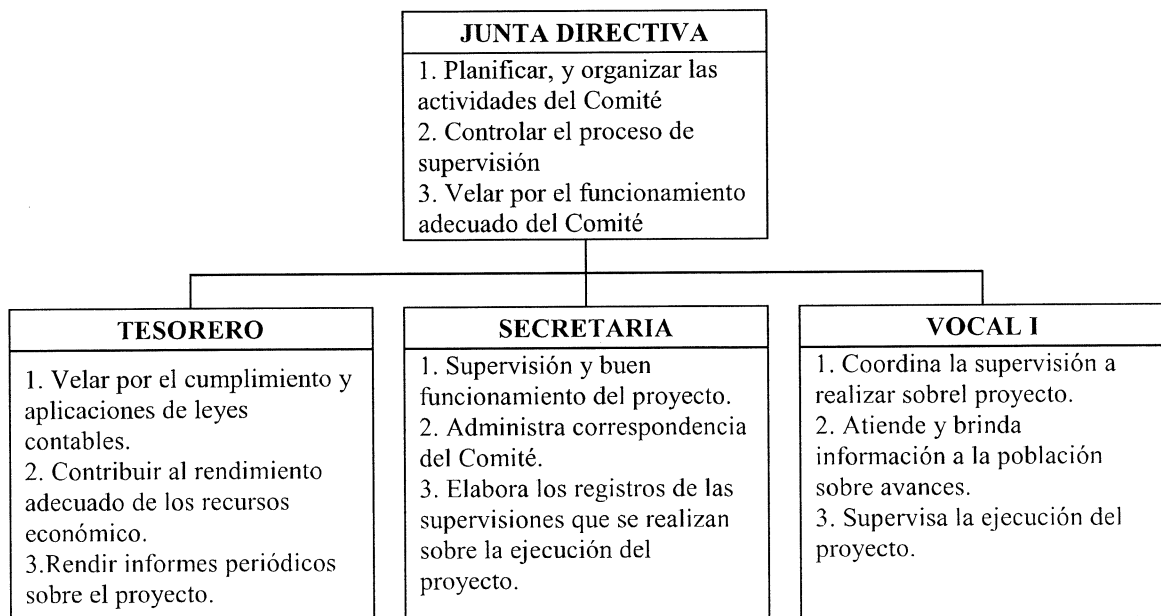 JUNTA DIRECTIVA
1. Planificar, y organizar las
actividades del Comité
2. Controlar el proceso de
supervisión
3. Velar por el funcionamiento
adecuado del Comité
TESORERO
1. Velar por el cumplimiento y
aplicaciones de leyes
contables.
2. Contribuir al rendimiento
adecuado de los recursos
económico.
3.Rendir informes periódicos
sobre el proyecto.
SECRETARIA
1. Supervisión y buen
funcionamiento del proyecto.
2. Administra correspondencia
del Comité.
3. Elabora los registros de las
supervisiones que se realizan
sobre la ejecución del
proyecto.
VOCAL I
1. Coordina la supervisión a
realizar sobrel proyecto.
2. Atiende y brinda
información a la población
sobre avances.
3. Supervisa la ejecución del
proyecto.